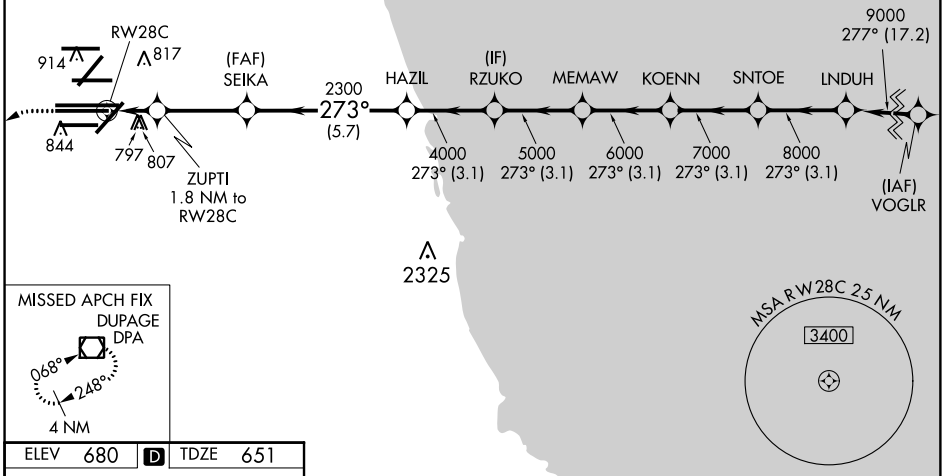 RW28C
914
817
(FAF)
SEIKA
2300
273°
(5.7)
HAZIL
(IF)
RZUKO
MEMAW
KOENN
SNTOE
LNDUH
9000
277° (17.2)
844
797
807
ZUPTI
1.8 NM to
RW28C
4000
273° (3.1)
5000
273° (3.1)
6000
273° (3.1)
7000
273° (3.1)
8000
273° (3.1)
(IAF)
VOGLR
2325
MISSED APCH FIX
DUPAGE
DPA
068°
248°
4 NM
MSA RW28C 25 NM
3400
ELEV 680 D TDZE 651